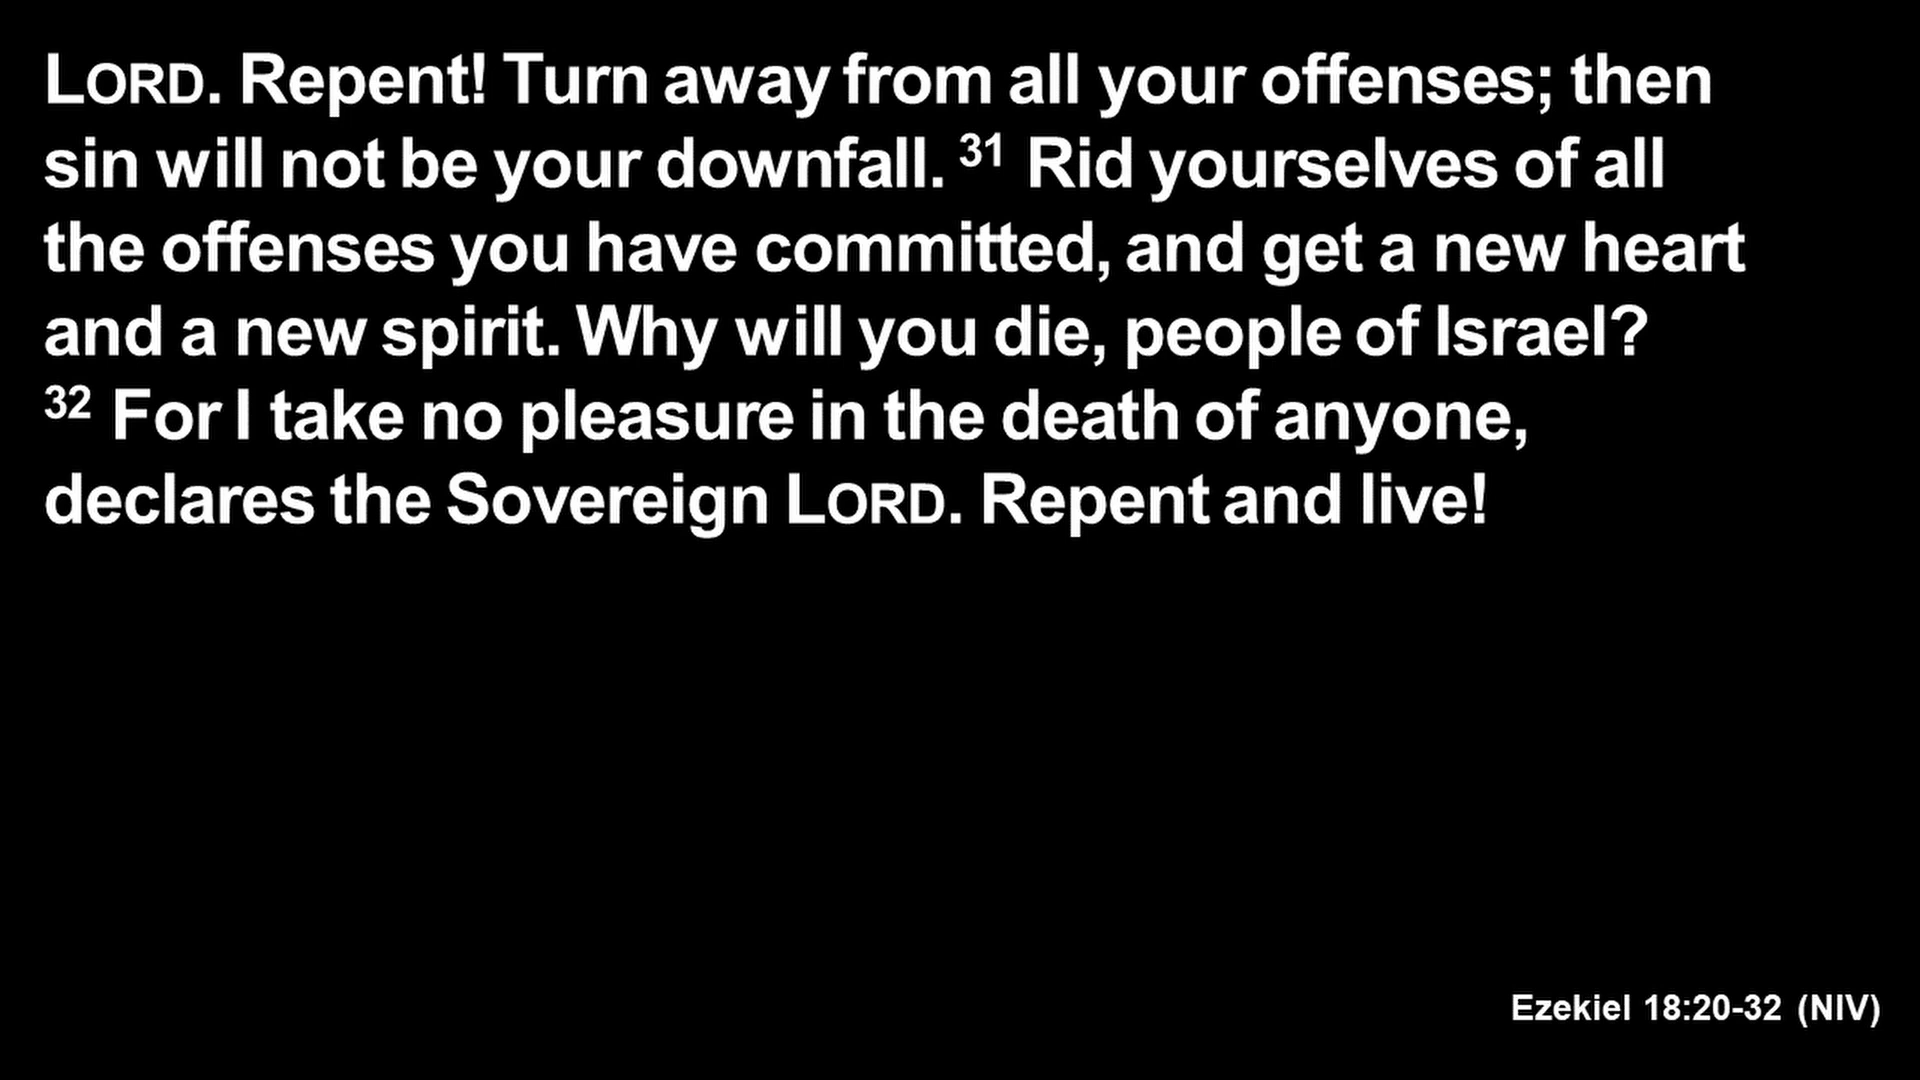 LORD. Repent! Turn away from all your offenses; then
sin will not be your downfall. 31 Rid yourselves of all
the offenses you have committed, and get a new heart
and a new spirit. Why will you die, people of Israel?
32 For I take no pleasure in the death of anyone,
declares the Sovereign LORD. Repent and live!
Ezekiel 18:20-32 (NIV)